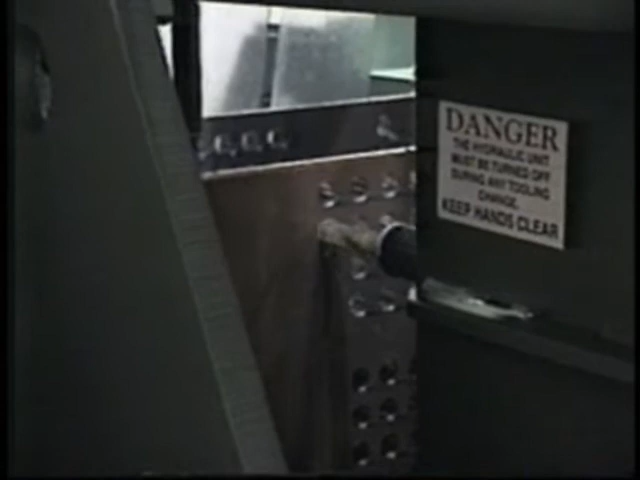 DANGER
THE HYDRAULIC UNIT
MUST BE TURNED OFF
DURING ANY TOOLING
CHANGE.
KEEP HANDS CLEAR